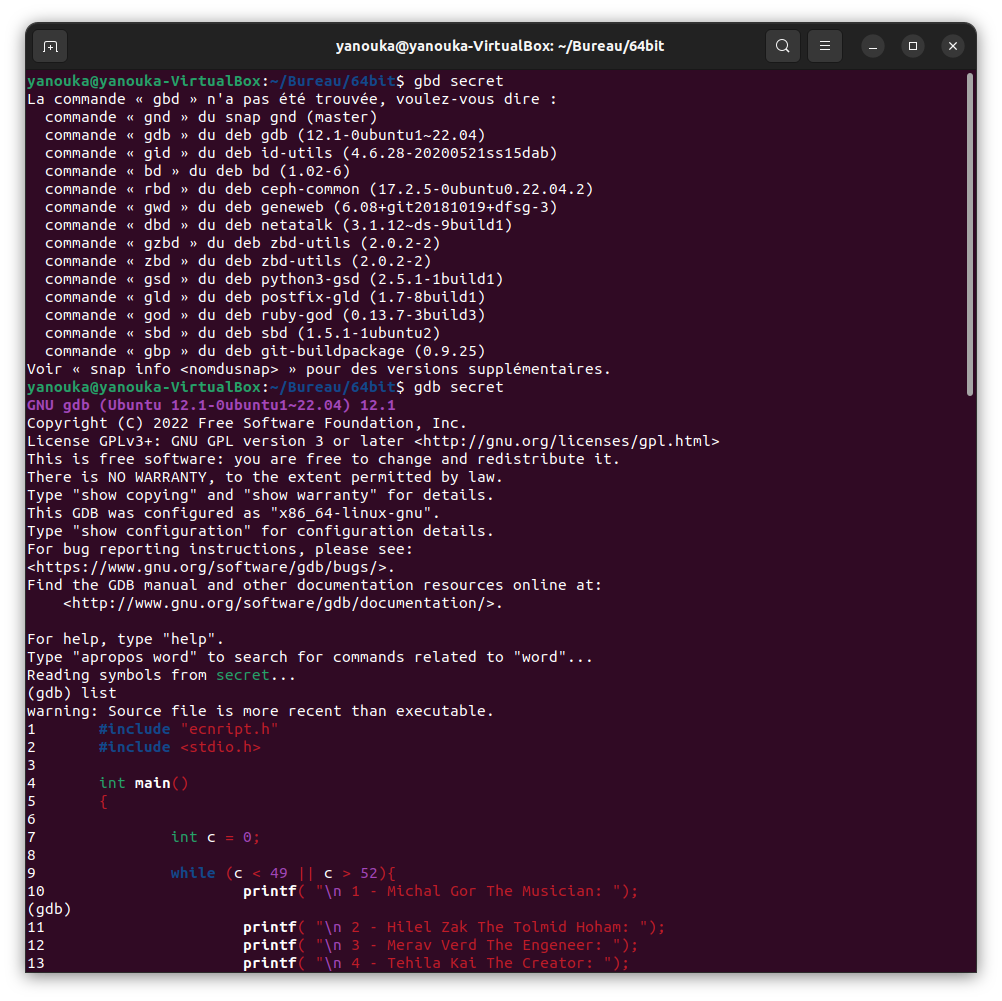 yanouka@yanouka-VirtualBox: ~/Bureau/64bit
yanouka@yanouka-VirtualBox:~/Bureau/64bit$ gbd secret
La commande « gbd » n'a pas été trouvée, voulez-vous dire :
  commande « gnd » du snap gnd (master)
  commande « gdb » du deb gdb (12.1-0ubuntu1~22.04)
  commande « gid » du deb id-utils (4.6.28-20200521ss15dab)
  commande « bd » du deb bd (1.02-6)
  commande « rbd » du deb ceph-common (17.2.5-0ubuntu0.22.04.2)
  commande « gwd » du deb geneweb (6.08+git20181019+dfsg-3)
  commande « dbd » du deb netatalk (3.1.12~ds-9build1)
  commande « gzbd » du deb zbd-utils (2.0.2-2)
  commande « zbd » du deb zbd-utils (2.0.2-2)
  commande « gsd » du deb python3-gsd (2.5.1-1build1)
  commande « gld » du deb postfix-gld (1.7-8build1)
  commande « god » du deb ruby-god (0.13.7-3build3)
  commande « sbd » du deb sbd (1.5.1-1ubuntu2)
  commande « gbp » du deb git-buildpackage (0.9.25)
Voir « snap info <nomdusnap> » pour des versions supplémentaires.
yanouka@yanouka-VirtualBox:~/Bureau/64bit$ gdb secret
GNU gdb (Ubuntu 12.1-0ubuntu1~22.04) 12.1
Copyright (C) 2022 Free Software Foundation, Inc.
License GPLv3+: GNU GPL version 3 or later <http://gnu.org/licenses/gpl.html>
This is free software: you are free to change and redistribute it.
There is NO WARRANTY, to the extent permitted by law.
Type "show copying" and "show warranty" for details.
This GDB was configured as "x86_64-linux-gnu".
Type "show configuration" for configuration details.
For bug reporting instructions, please see:
<https://www.gnu.org/software/gdb/bugs/>.
Find the GDB manual and other documentation resources online at:
    <http://www.gnu.org/software/gdb/documentation/>.

For help, type "help".
Type "apropos word" to search for commands related to "word"...
Reading symbols from secret...
(gdb) list
warning: Source file is more recent than executable.
1       #include "ecnript.h"
2       #include <stdio.h>
3
4       int main()
5       {
6
7               int c = 0;
8
9               while (c < 49 || c > 52){
10                      printf( "\n 1 - Michal Gor The Musician: ");
(gdb)
11                      printf( "\n 2 - Hilel Zak The Tolmid Hoham: ");
12                      printf( "\n 3 - Merav Verd The Engeneer: ");
13                      printf( "\n 4 - Tehila Kai The Creator: ");